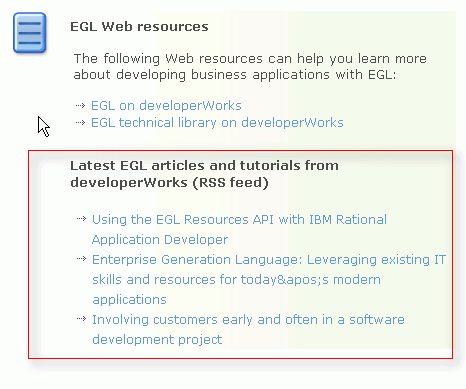 EGL Web resources
The following Web resources can help you learn more
about developing business applications with EGL:
EGL on developerWorks
EGL technical library on developerWorks
Latest EGL articles and tutorials from
developerWorks (RSS feed)
Using the EGL Resources API with IBM Rational
Application Developer
Enterprise Generation Language: Leveraging existing IT
skills and resources for today&apos;s modern
applications
Involving customers early and often in a software
development project